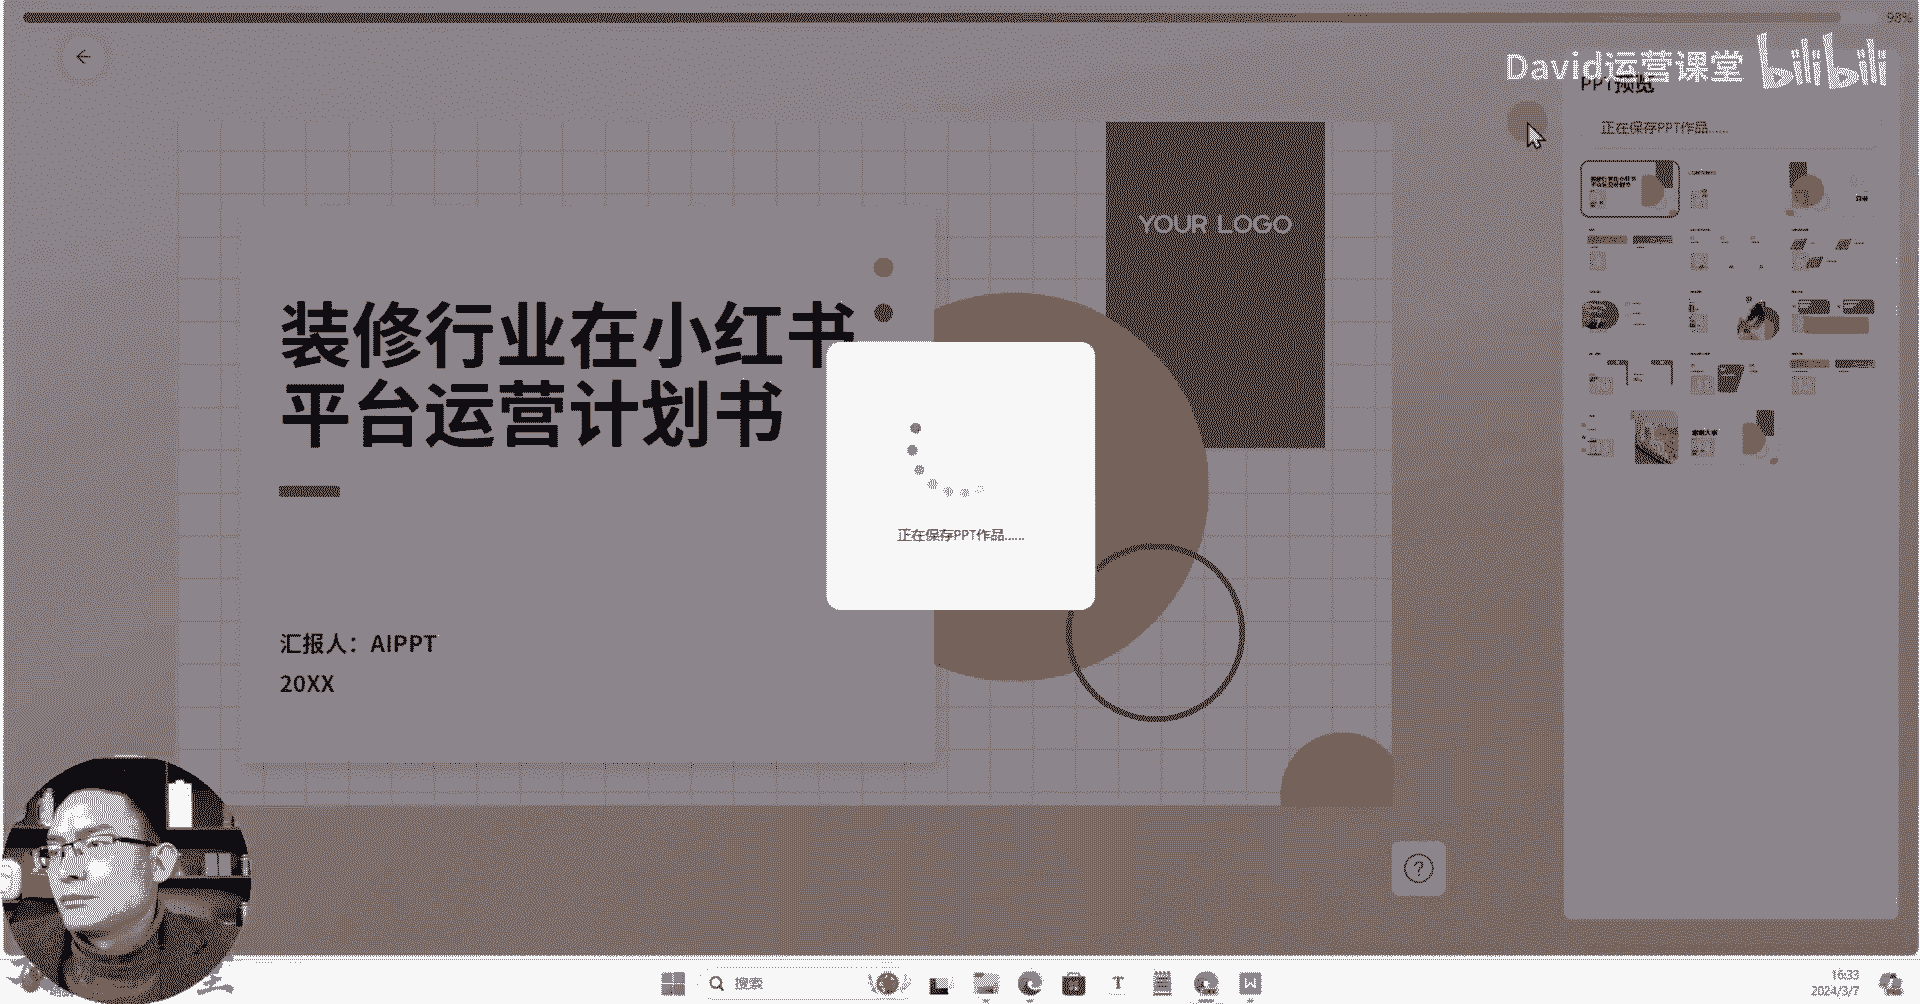 98%
David运营课堂 bilibili
PPT预览
正在保存PPT作品......
YOUR LOGO
装修行业在小红书
平台运营计划书
正在保存PPT作品......
汇报人：AIPPT
20XX
搜索
16:33
2024/3/7